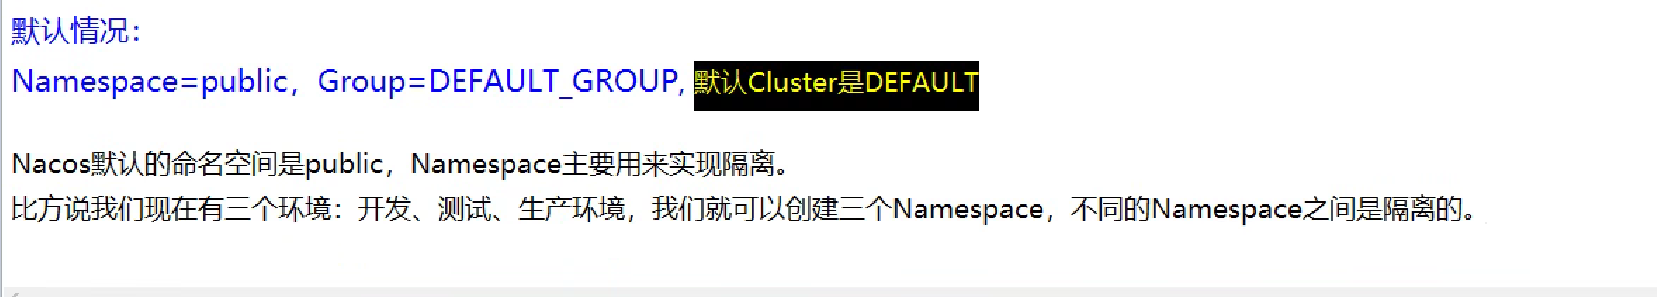 默认情况：
Namespace=public，Group=DEFAULT_GROUP, 默认Cluster是DEFAULT
Nacos默认的命名空间是public，Namespace主要用来实现隔离。
比方说我们现在有三个环境：开发、测试、生产环境，我们就可以创建三个Namespace，不同的Namespace之间是隔离的。